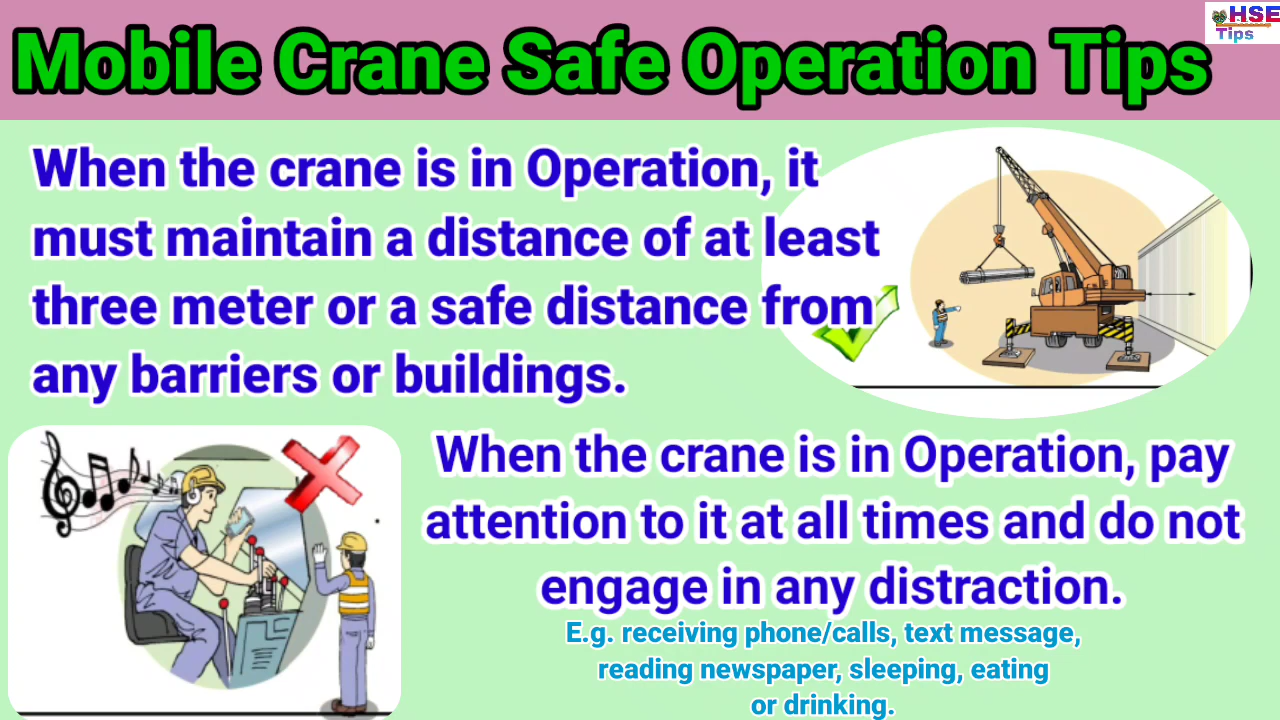 Mobile Crane Safe Operation Tips
HSE
Tips
When the crane is in Operation, it
must maintain a distance of at least
three meter or a safe distance from
any barriers or buildings.
When the crane is in Operation, pay
attention to it at all times and do not
engage in any distraction.
E.g. receiving phone/calls, text message,
reading newspaper, sleeping, eating
or drinking.